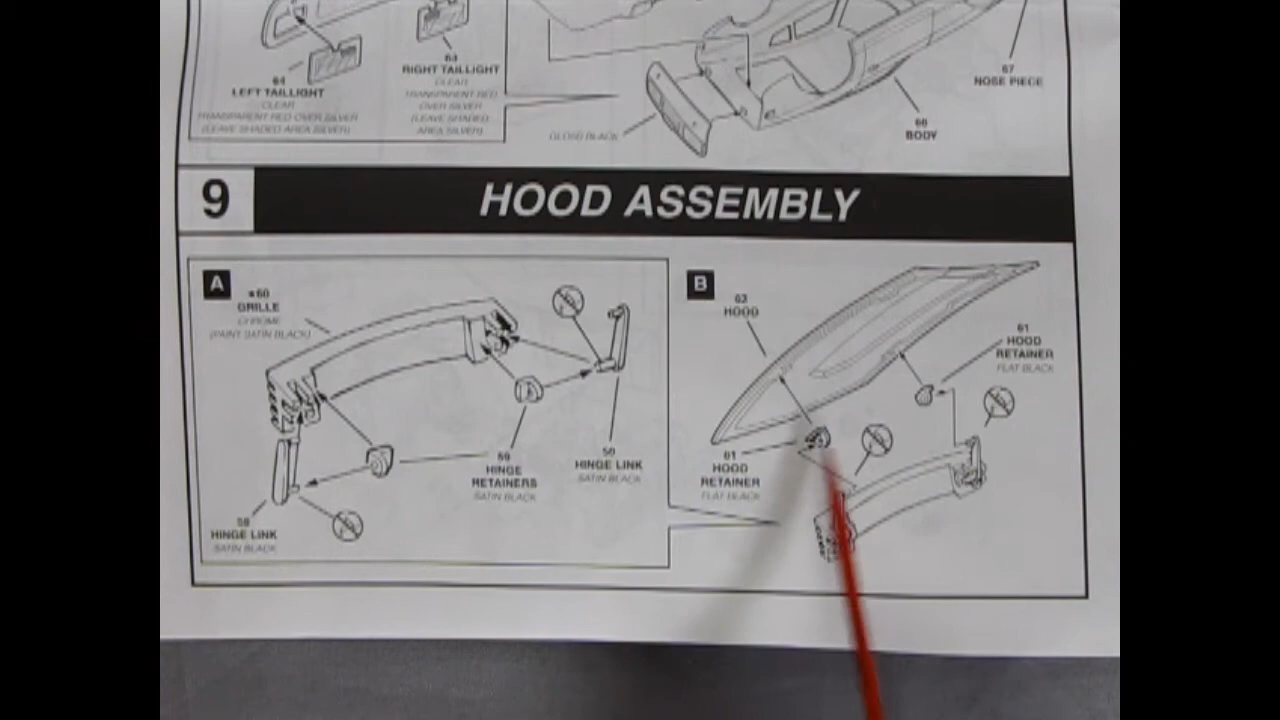 64
LEFT TAILLIGHT
CLEAR
TRANSPARENT RED OVER SILVER
(LEAVE SHADED AREA SILVER)
63
RIGHT TAILLIGHT
CLEAR
TRANSPARENT RED
OVER SILVER
(LEAVE SHADED
AREA SILVER)
GLOSS BLACK
66
BODY
67
NOSE PIECE
9
HOOD ASSEMBLY
A
★60
GRILLE
CHROME
(PAINT SATIN BLACK)
59
HINGE
RETAINERS
SATIN BLACK
HINGE LINK
SATIN BLACK
58
HINGE LINK
SATIN BLACK
B
62
HOOD
61
HOOD
RETAINER
FLAT BLACK
61
HOOD
RETAINER
FLAT BLACK